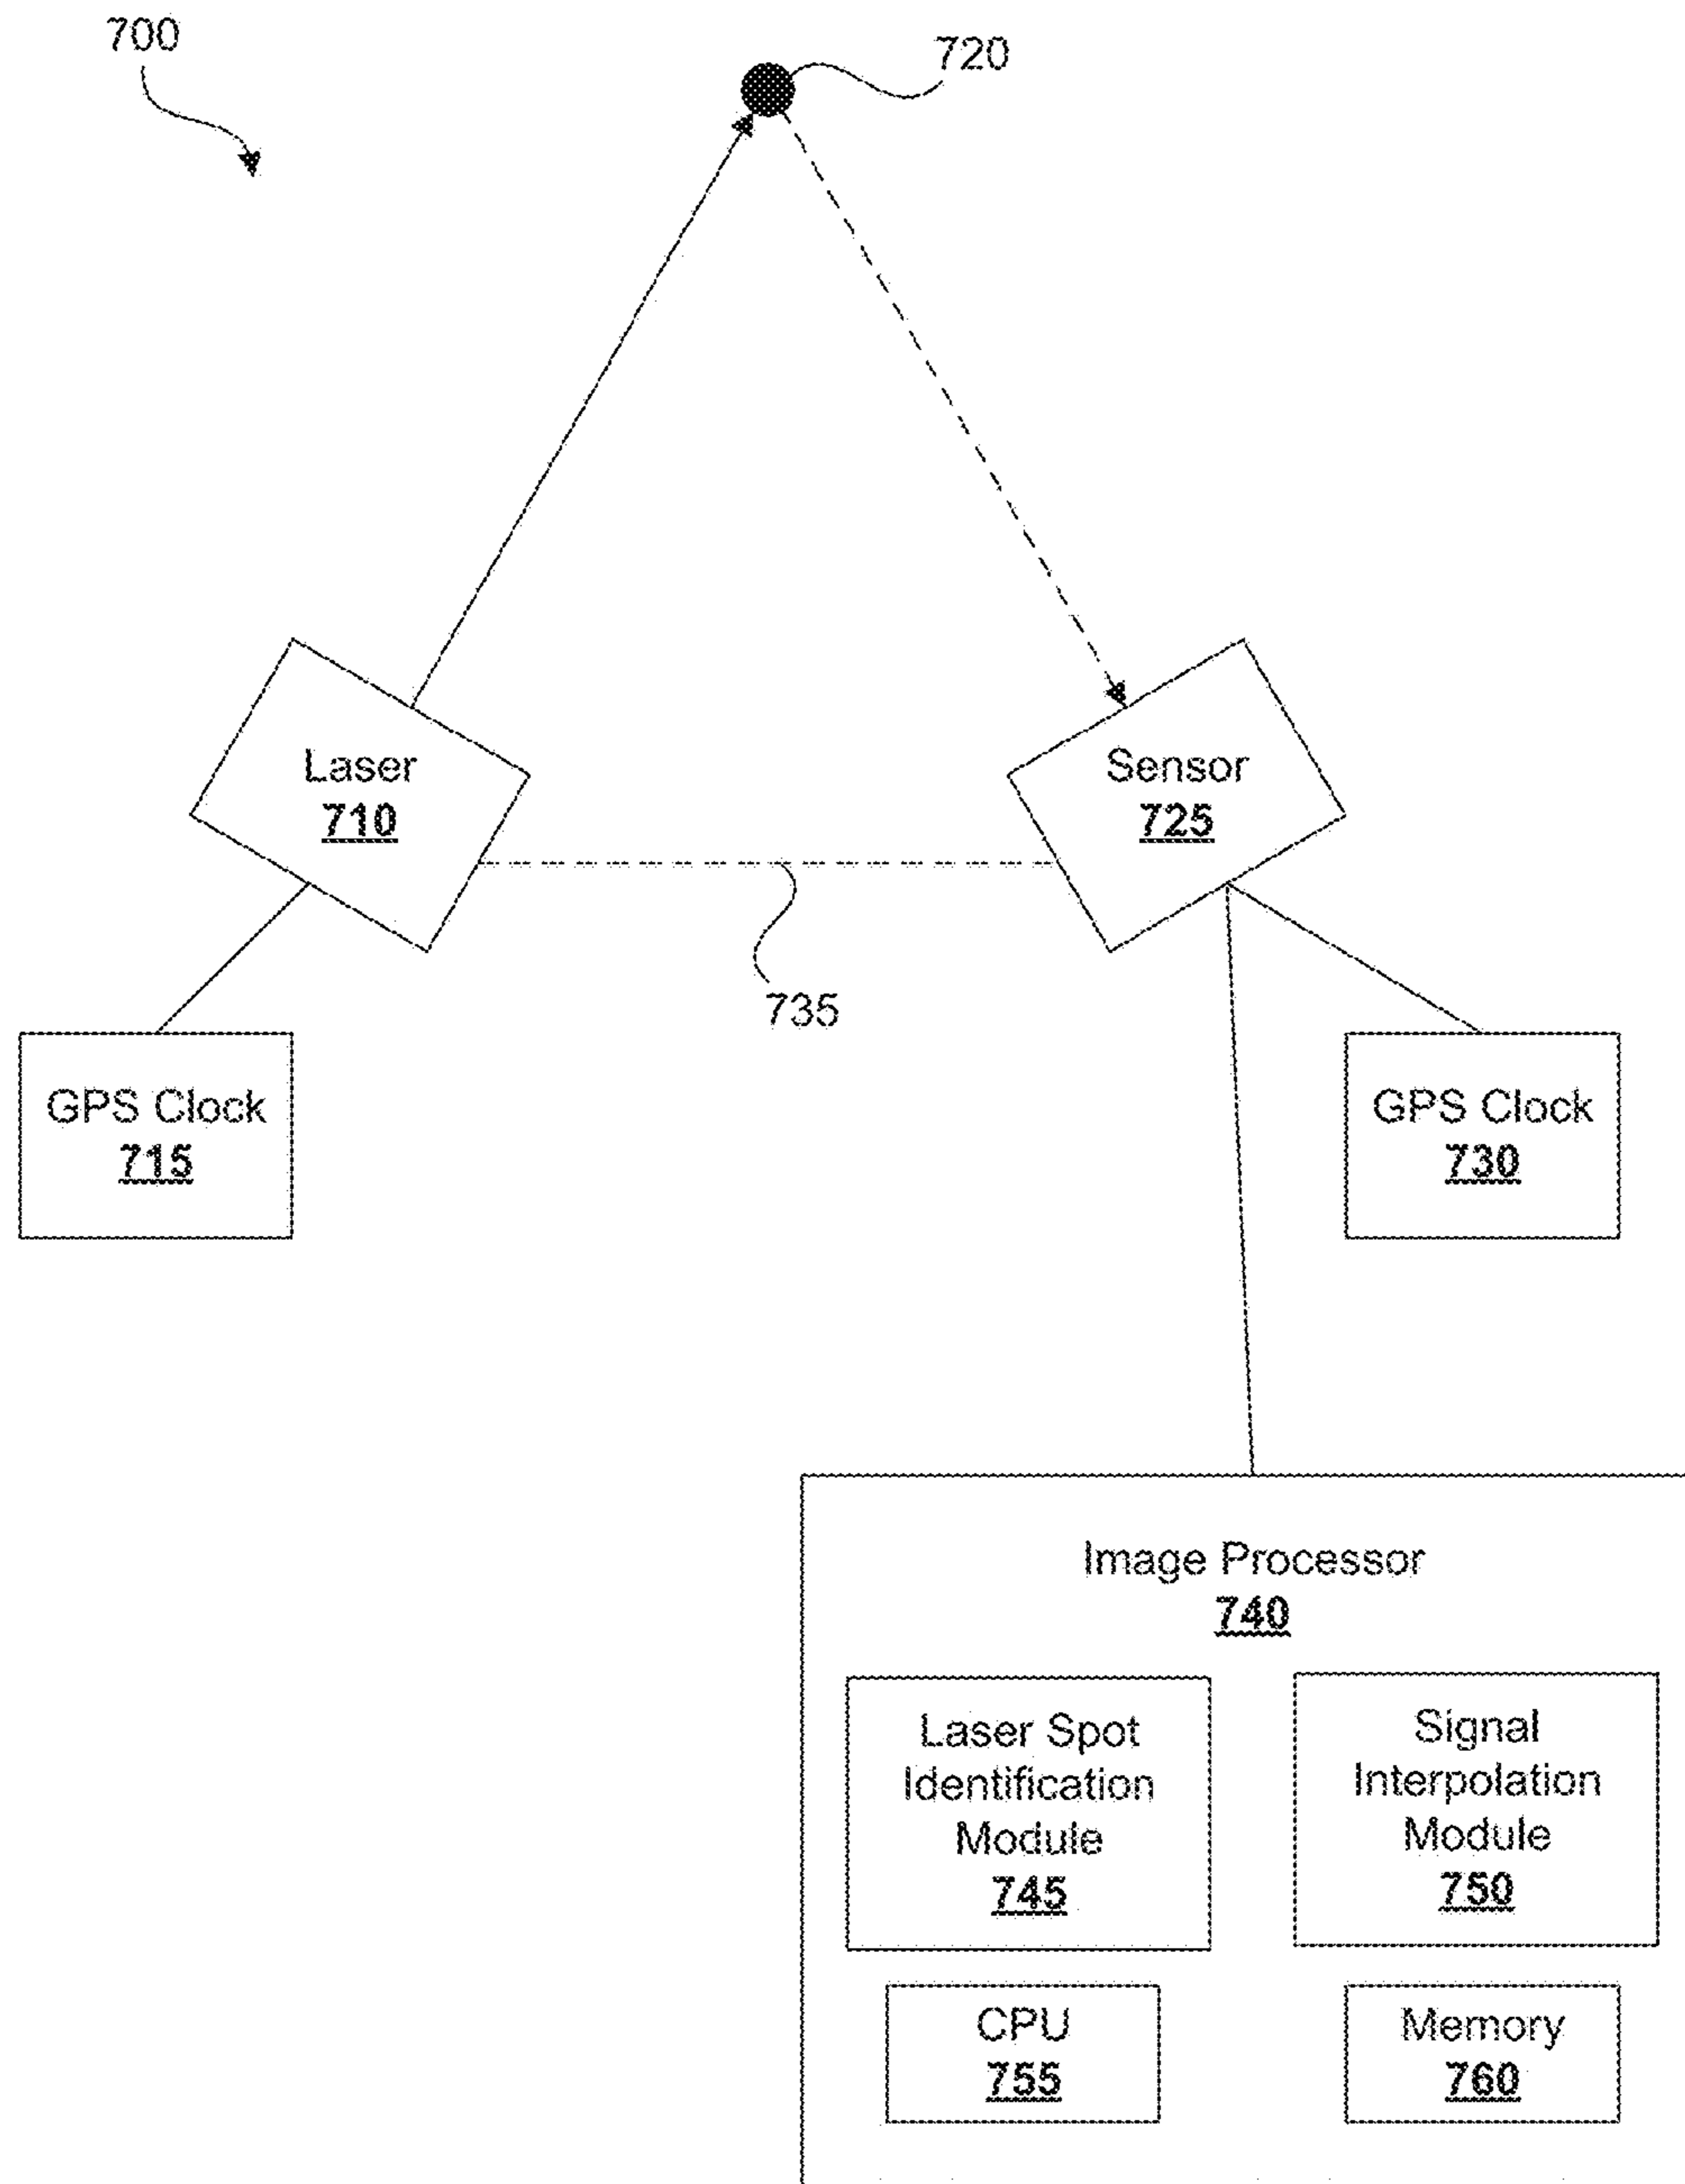 700
720
Laser
710
Sensor
725
735
GPS Clock
715
GPS Clock
730
Image Processor
740
Laser Spot
Identification
Module
745
Signal
Interpolation
Module
750
CPU
755
Memory
760